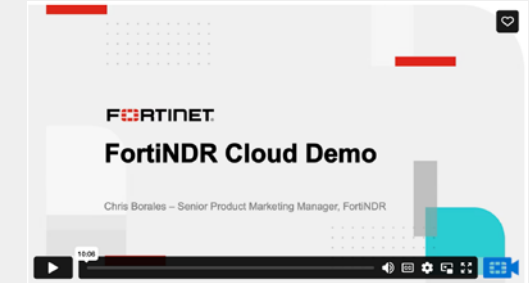 FORTINET
FortiNDR Cloud Demo
Chris Borales – Senior Product Marketing Manager, FortiNDR
10:06